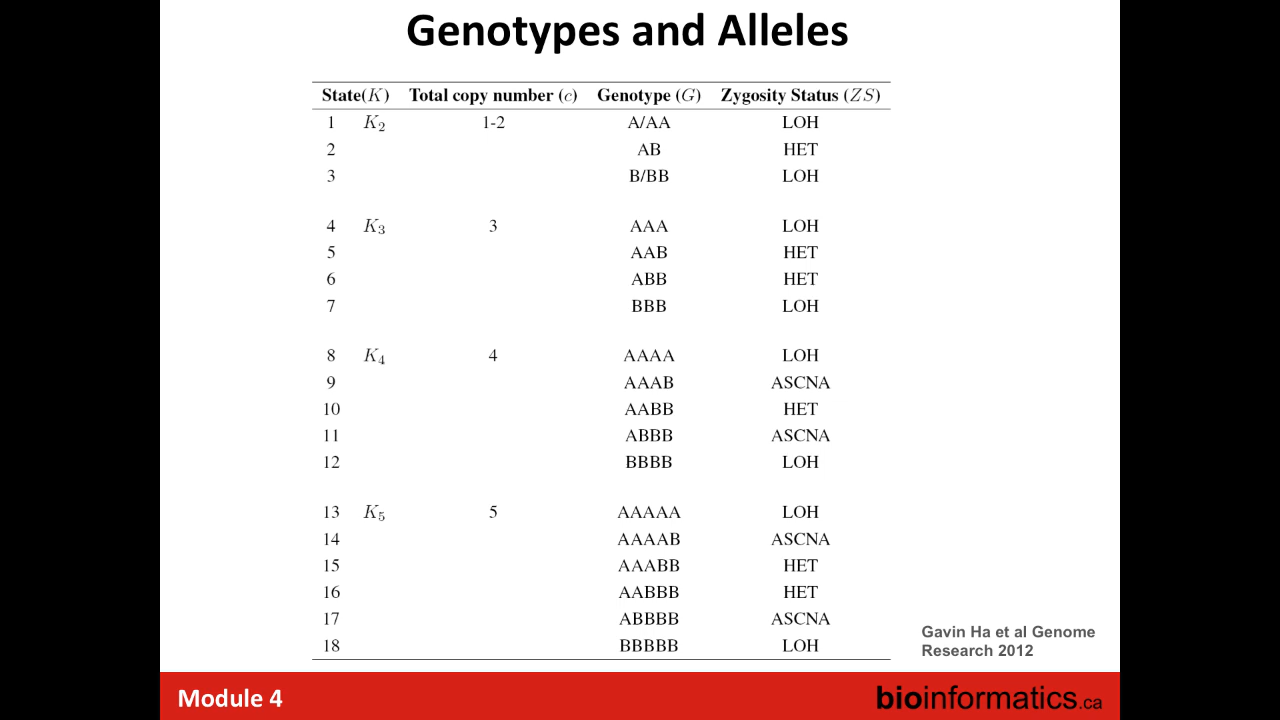 Genotypes and Alleles
State(K) Total copy number (c) Genotype (G) Zygosity Status (ZS)
1 K₂ 1-2 A/AA LOH
2 AB HET
3 B/BB LOH
4 K₃ 3 AAA LOH
5 AAB HET
6 ABB HET
7 BBB LOH
8 K₄ 4 AAAA LOH
9 AAAB ASCNA
10 AABB HET
11 ABBB ASCNA
12 BBBB LOH
13 K₅ 5 AAAAA LOH
14 AAAAB ASCNA
15 AAABB HET
16 AABBB HET
17 ABBBB ASCNA
18 BBBBB LOH
Gavin Ha et al Genome
Research 2012
Module 4
bioinformatics.ca